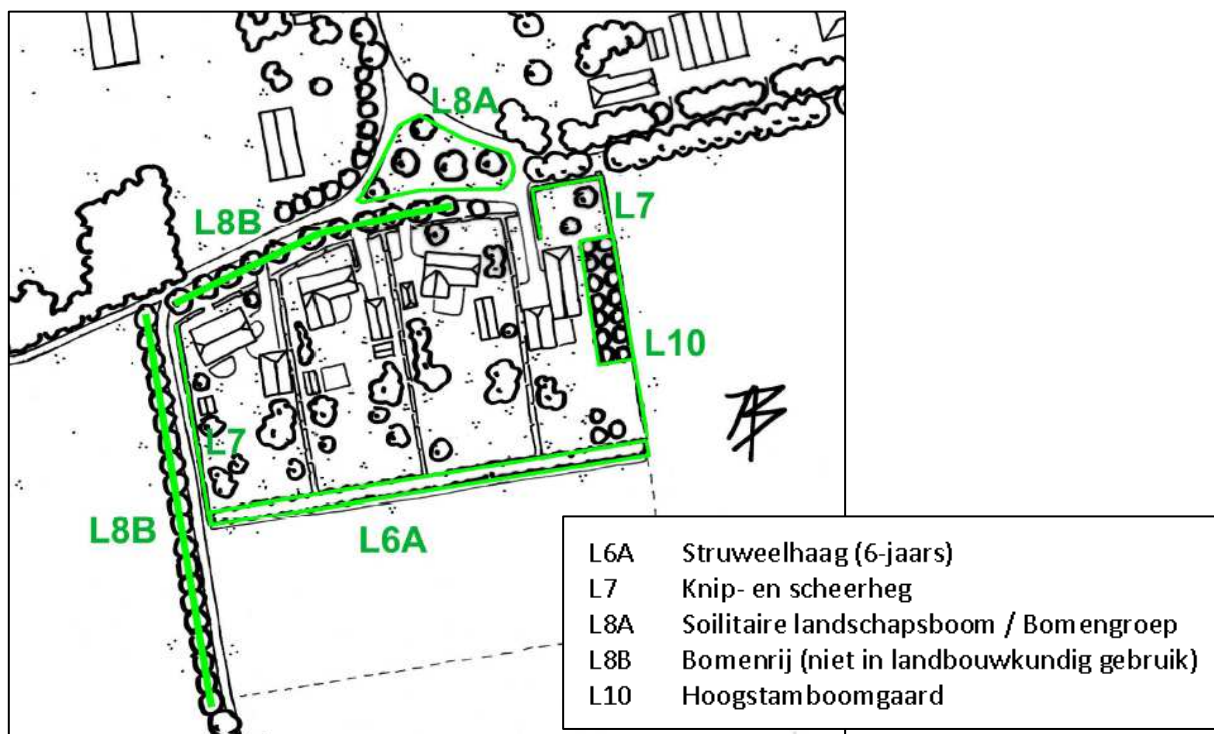 L8A
L7
L8B
L10
L7
L8B
L6A
L6A Struweelhaag (6-jaars)
L7 Knip- en scheerheg
L8A Soilitaire landschapsboom / Bomengroep
L8B Bomenrij (niet in landbouwkundig gebruik)
L10 Hoogstamboomgaard